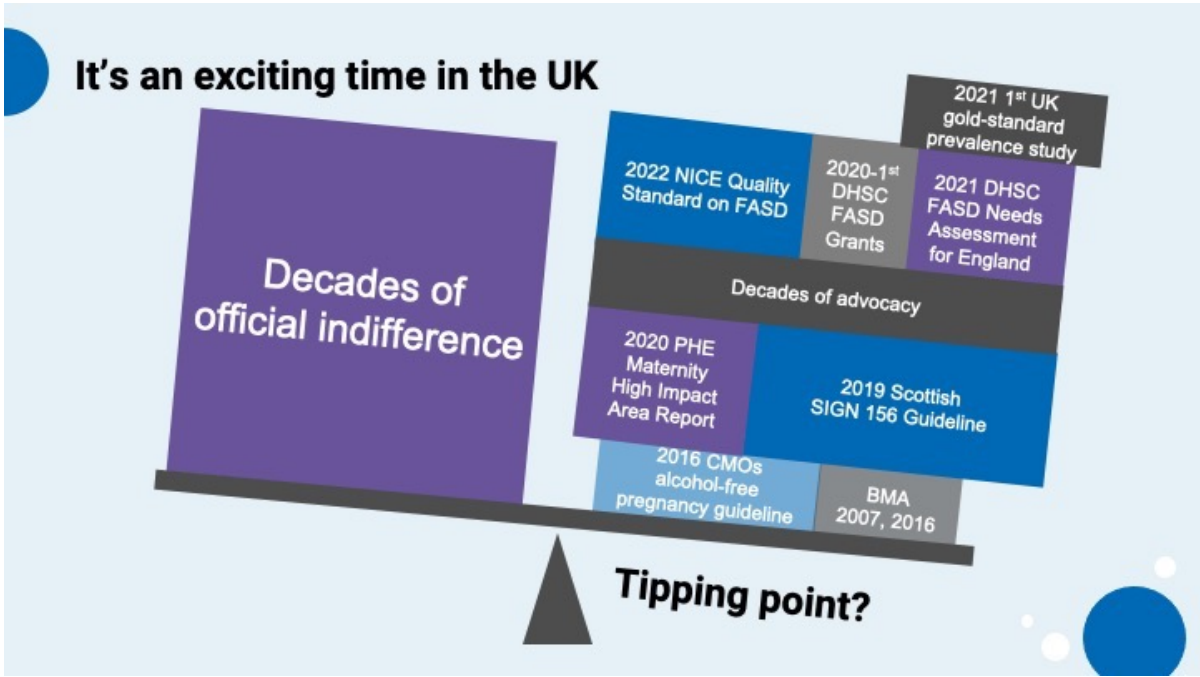 It's an exciting time in the UK
Decades of
official indifference
2021 1st UK
gold-standard
prevalence study
2022 NICE Quality
Standard on FASD
2020-1st
DHSC
FASD
Grants
2021 DHSC
FASD Needs
Assessment
for England
Decades of advocacy
2020 PHE
Maternity
High Impact
Area Report
2019 Scottish
SIGN 156 Guideline
2016 CMOs
alcohol-free
pregnancy guideline
BMA
2007, 2016
Tipping point?